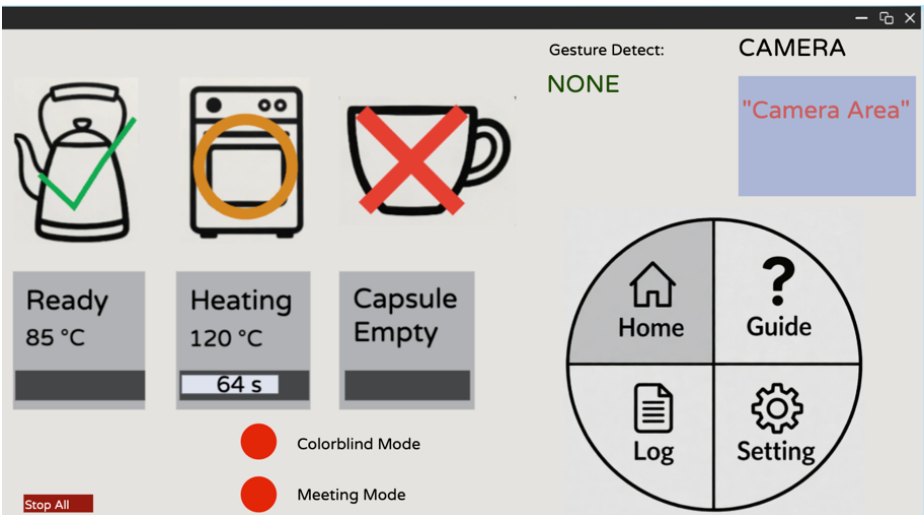 Gesture Detect:
NONE
CAMERA
"Camera Area"
Ready
85 °C
Heating
120 °C
64 s
Capsule
Empty
Home
Guide
Log
Setting
Colorblind Mode
Meeting Mode
Stop All